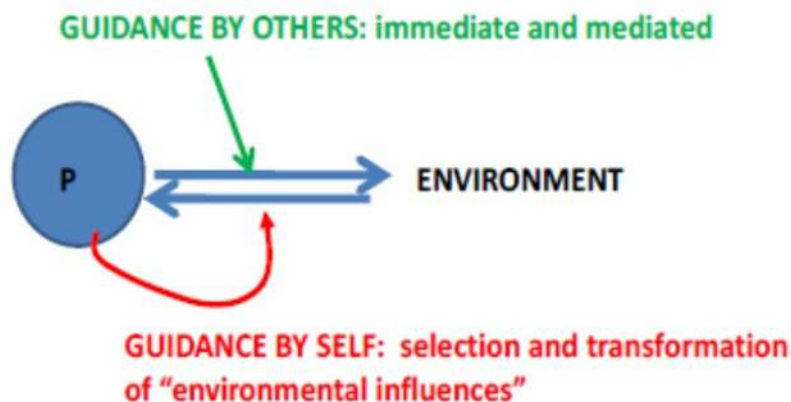 GUIDANCE BY OTHERS: immediate and mediated
P
ENVIRONMENT
GUIDANCE BY SELF: selection and transformation
of “environmental influences”